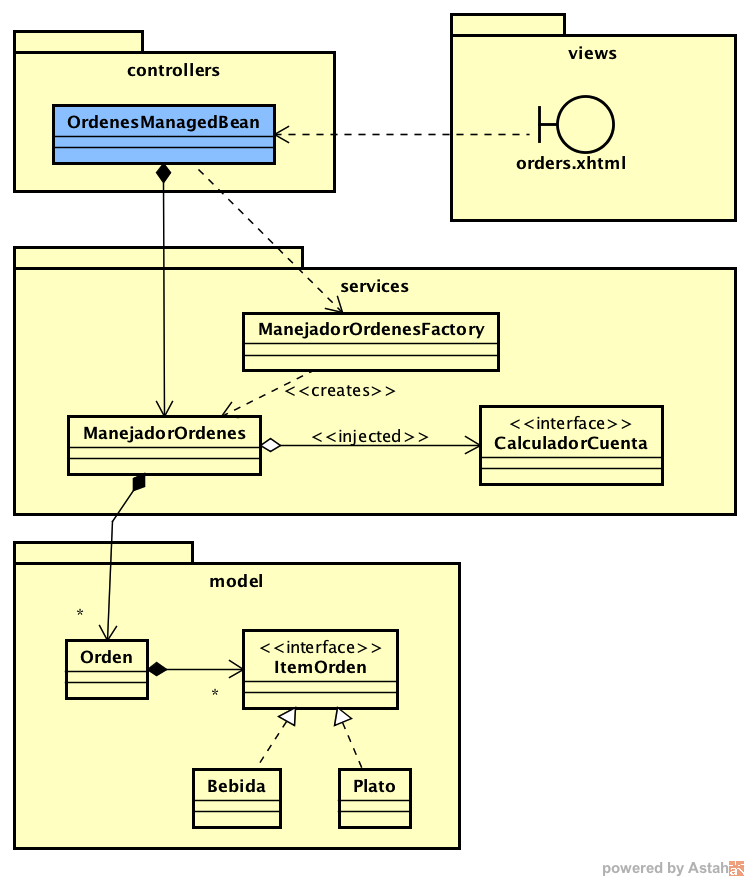 controllers
views
OrdenesManagedBean
orders.xhtml
services
ManejadorOrdenesFactory
<<creates>>
ManejadorOrdenes
<<injected>>
<<interface>>
CalculadorCuenta
model
*
Orden
<<interface>>
ItemOrden
*
Bebida
Plato
powered by Astah